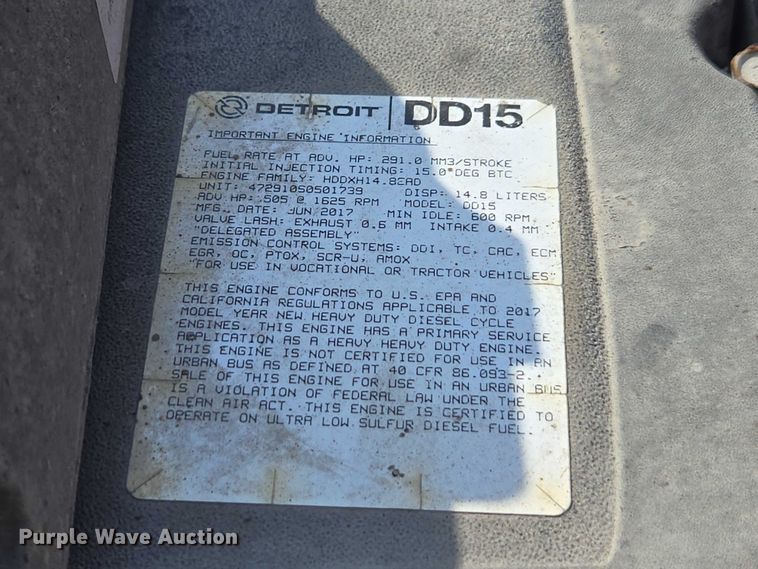 DETROIT DD15
IMPORTANT ENGINE INFORMATION
FUEL RATE AT ADV. HP: 291.0 MM3/STROKE
INITIAL INJECTION TIMING: 15.0 DEG BTC
ENGINE FAMILY: HDDXH14.8EAD
UNIT: 472910S0501739 DISP: 14.8 LITERS
ADV HP: 505 @ 1625 RPM MODEL: DD15
MFG. DATE: JUN 2017 MIN IDLE: 600 RPM
VALVE LASH: EXHAUST 0.6 MM INTAKE 0.4 MM
"DELEGATED ASSEMBLY"
EMISSION CONTROL SYSTEMS: DDI, TC, CAC, ECM
EGR, OC, PTOX, SCR-U, AMOX
"FOR USE IN VOCATIONAL OR TRACTOR VEHICLES"
THIS ENGINE CONFORMS TO U.S. EPA AND
CALIFORNIA REGULATIONS APPLICABLE TO 2017
MODEL YEAR NEW HEAVY DUTY DIESEL CYCLE
ENGINES. THIS ENGINE HAS A PRIMARY SERVICE
APPLICATION AS A HEAVY HEAVY DUTY ENGINE.
THIS ENGINE IS NOT CERTIFIED FOR USE IN AN
URBAN BUS AS DEFINED AT 40 CFR 86.093-2.
SALE OF THIS ENGINE FOR USE IN AN URBAN BUS
IS A VIOLATION OF FEDERAL LAW UNDER THE
CLEAN AIR ACT. THIS ENGINE IS CERTIFIED TO
OPERATE ON ULTRA LOW SULFUR DIESEL FUEL.
Purple Wave Auction®